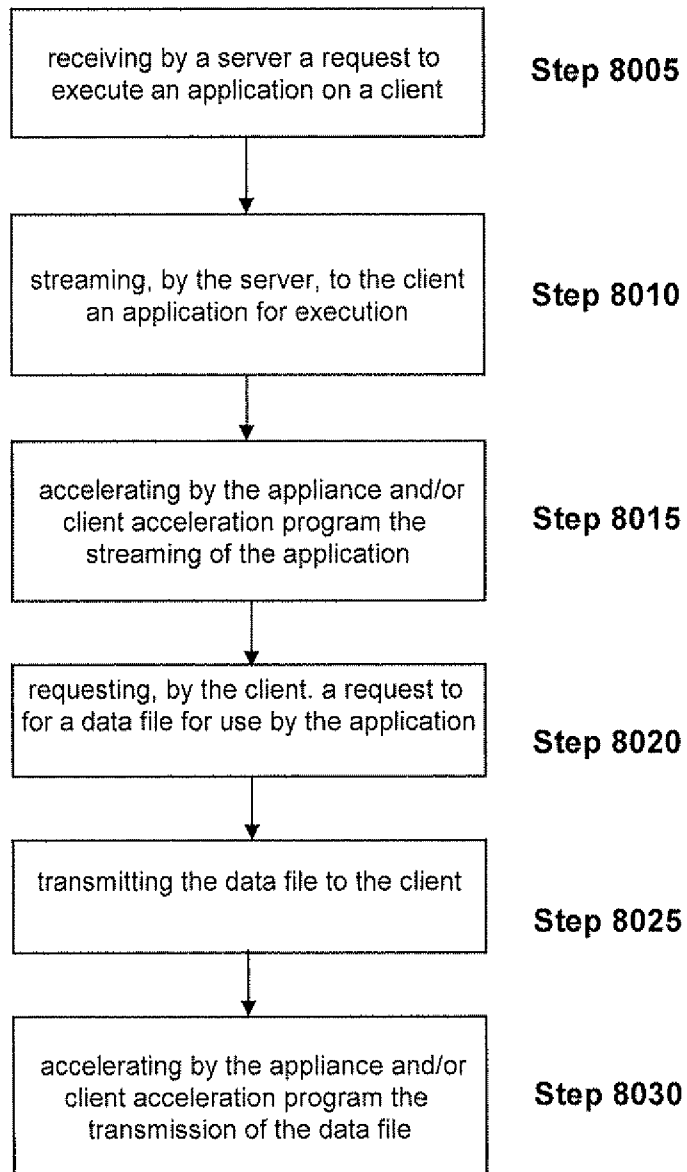 receiving by a server a request to
execute an application on a client
Step 8005
streaming, by the server, to the client
an application for execution
Step 8010
accelerating by the appliance and/or
client acceleration program the
streaming of the application
Step 8015
requesting, by the client. a request to
for a data file for use by the application
Step 8020
transmitting the data file to the client
Step 8025
accelerating by the appliance and/or
client acceleration program the
transmission of the data file
Step 8030